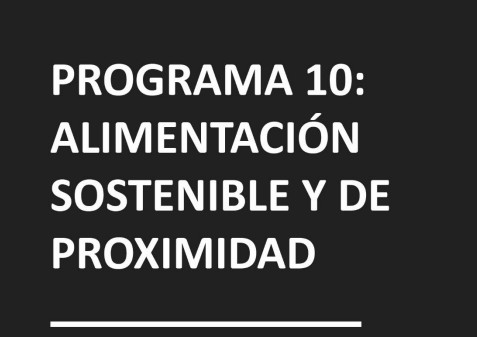 PROGRAMA 10:
ALIMENTACIÓN
SOSTENIBLE Y DE
PROXIMIDAD